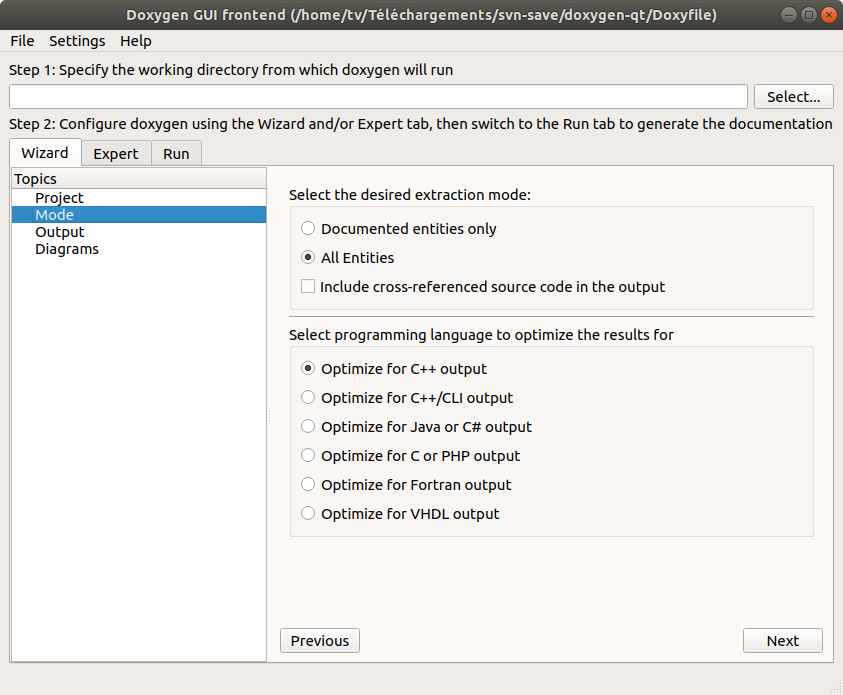 Doxygen GUI frontend (/home/tv/Téléchargements/svn-save/doxygen-qt/Doxyfile)
File Settings Help
Step 1: Specify the working directory from which doxygen will run
Select...
Step 2: Configure doxygen using the Wizard and/or Expert tab, then switch to the Run tab to generate the documentation
Wizard Expert Run
Topics
Project
Mode
Output
Diagrams
Select the desired extraction mode:
Documented entities only
All Entities
Include cross-referenced source code in the output
Select programming language to optimize the results for
Optimize for C++ output
Optimize for C++/CLI output
Optimize for Java or C# output
Optimize for C or PHP output
Optimize for Fortran output
Optimize for VHDL output
Previous Next